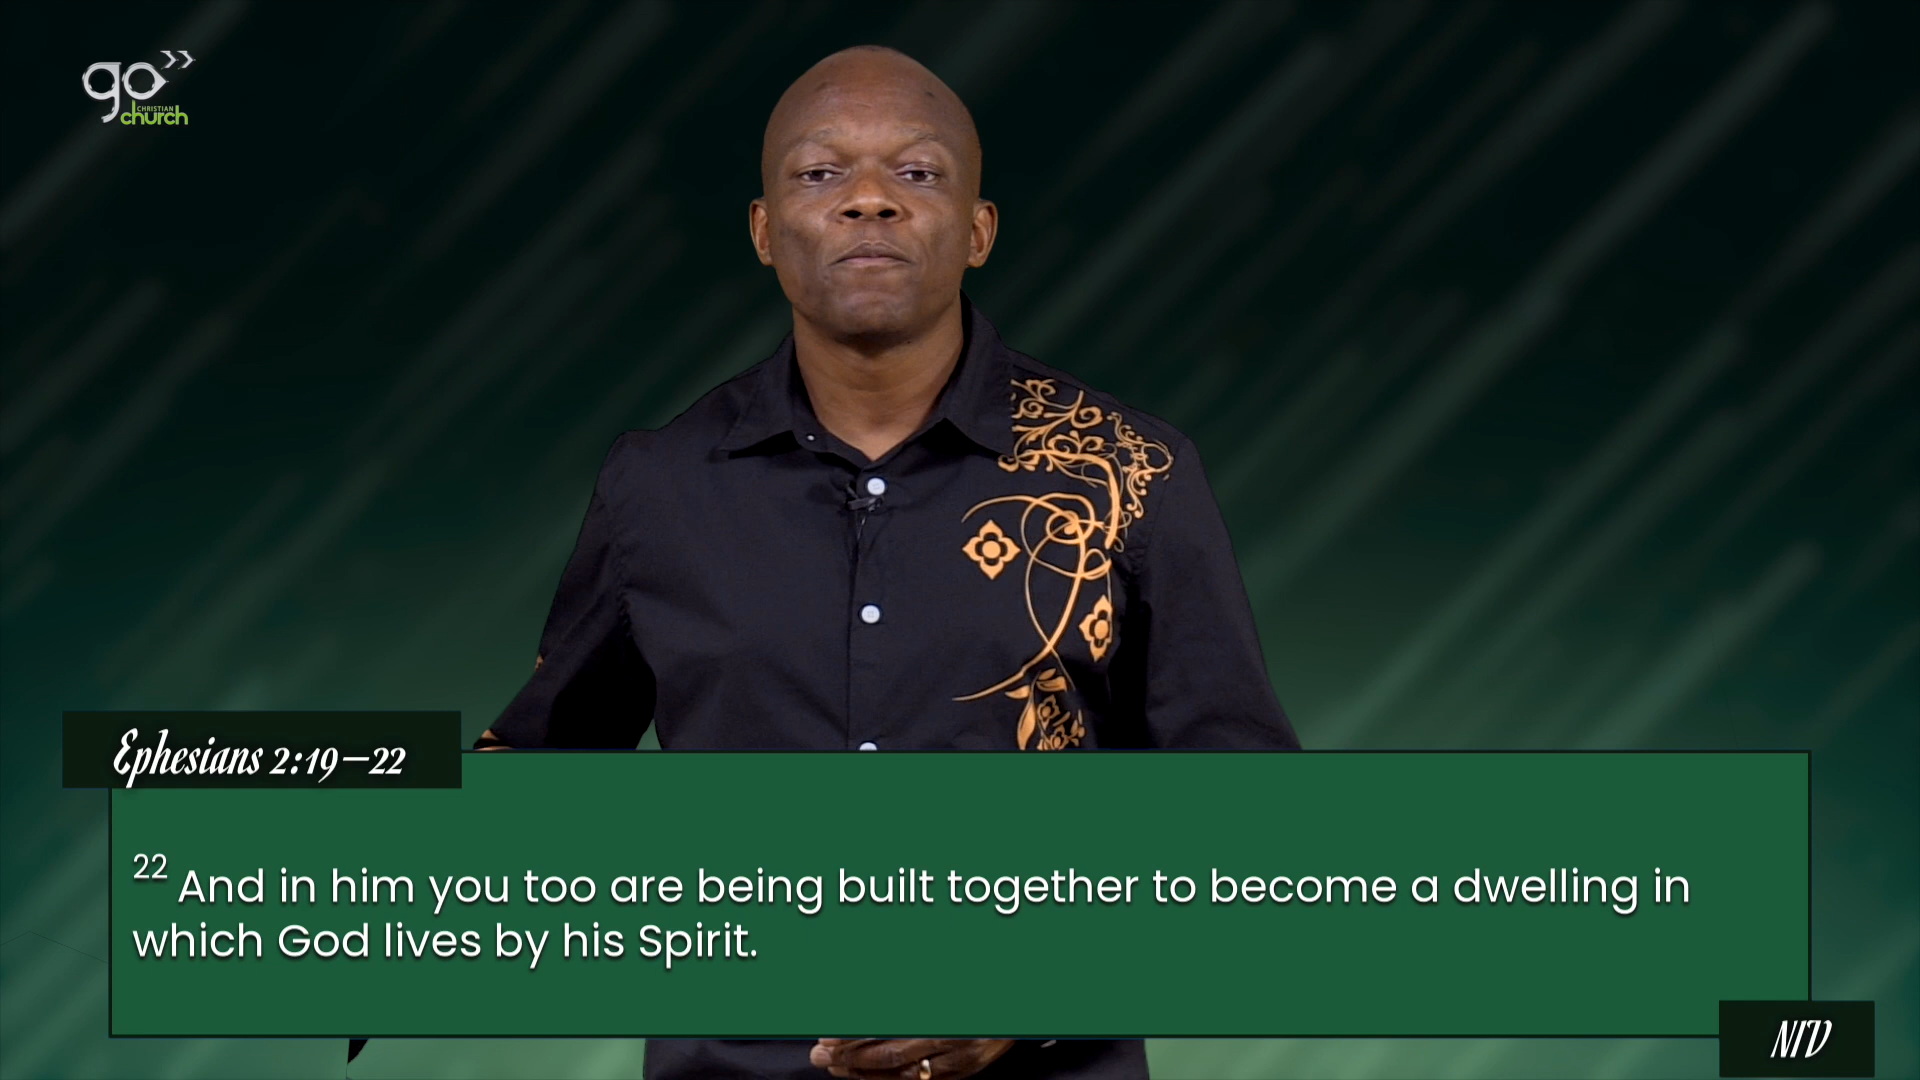 go
CHRISTIAN
church
Ephesians 2:19–22
22 And in him you too are being built together to become a dwelling in
which God lives by his Spirit.
NIV